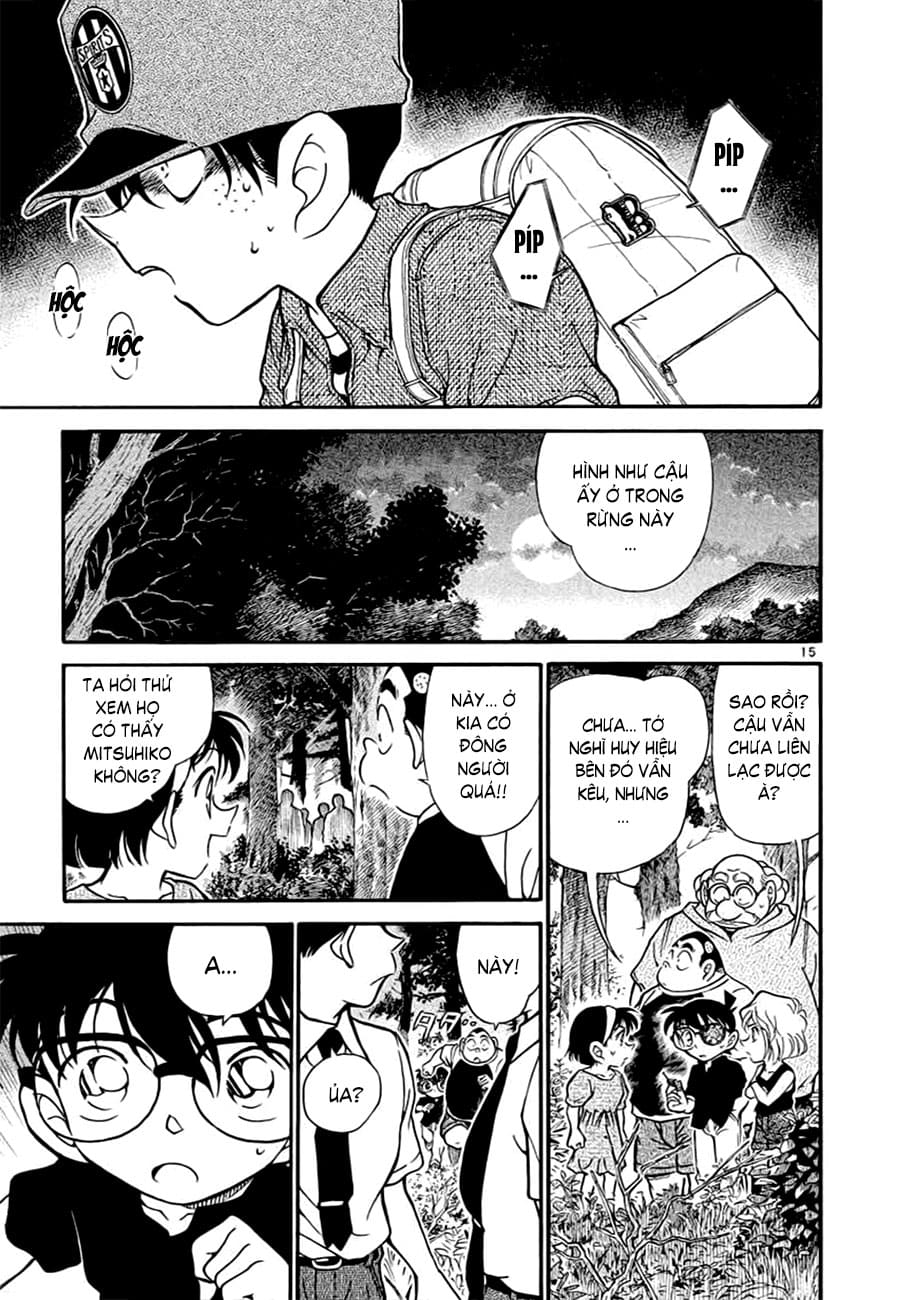 SPIRITS
PÍP
...
PÍP
...
B
HỘC
HỘC
HÌNH NHƯ CẬU
ẤY Ở TRONG
RỪNG NÀY
...
15
SAO RỒI?
CẬU VẪN
CHƯA LIÊN
LẠC ĐƯỢC
À?
CHƯA... TỚ
NGHĨ HUY HIỆU
BÊN ĐÓ VẪN
KÊU, NHƯNG
...
NÀY... Ở
KIA CÓ
ĐÔNG
NGƯỜI
QUÁ!!
TA HỎI THỬ
XEM HỌ
CÓ THẤY
MITSUHIKO
KHÔNG?
NÀY!
ỦA?
A...